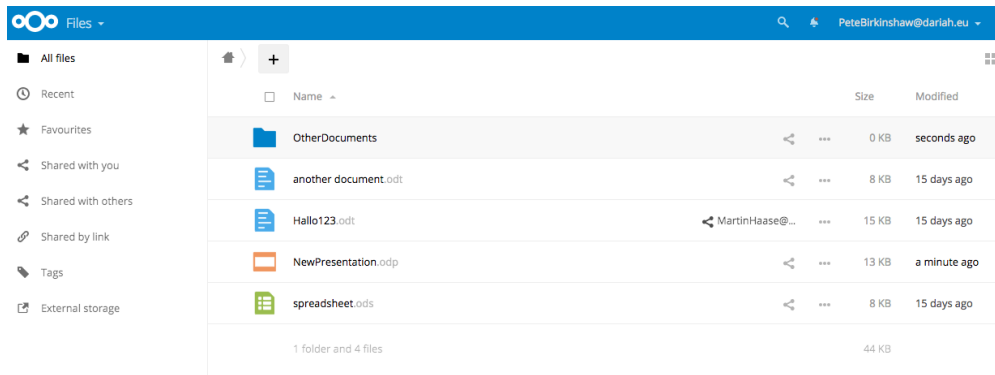 Files
PeteBirkinshaw@dariah.eu
All files
Recent
Favourites
Shared with you
Shared with others
Shared by link
Tags
External storage
+
Name Size Modified
OtherDocuments 0 KB seconds ago
another document.odt 8 KB 15 days ago
Hallo123.odt MartinHaase@... 15 KB 15 days ago
NewPresentation.odp 13 KB a minute ago
spreadsheet.ods 8 KB 15 days ago
1 folder and 4 files 44 KB